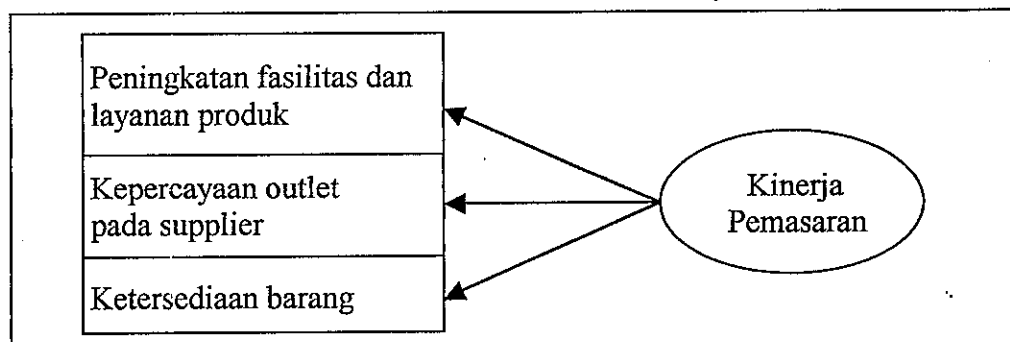 Peningkatan fasilitas dan
layanan produk
Kepercayaan outlet
pada supplier
Ketersediaan barang
Kinerja
Pemasaran